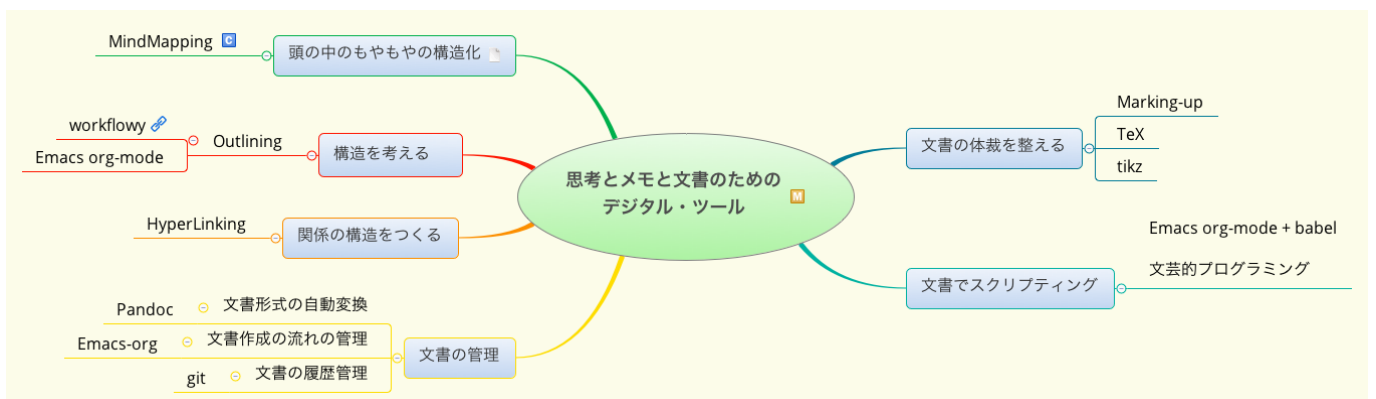 MindMapping
頭の中のもやもやの構造化
workflowy
Emacs org-mode
Outlining
構造を考える
HyperLinking
関係の構造をつくる
Pandoc
文書形式の自動変換
Emacs-org
文書作成の流れの管理
git
文書の履歴管理
文書の管理
思考とメモと文書のための
デジタル・ツール
文書の体裁を整える
Marking-up
TeX
tikz
文書でスクリプティング
Emacs org-mode + babel
文芸的プログラミング